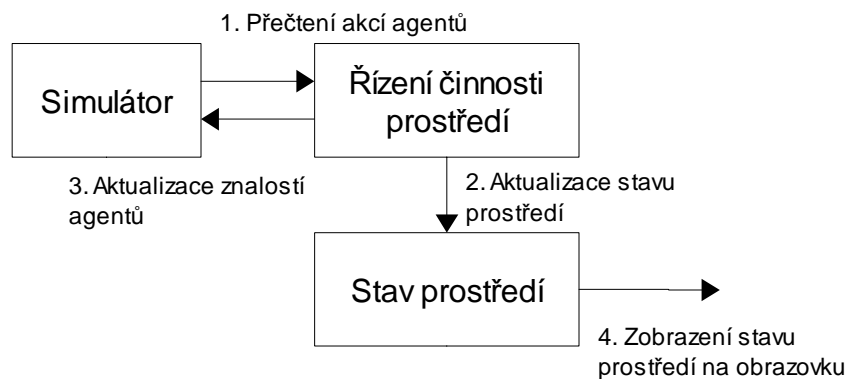 1. Přečtení akcí agentů
Simulátor
Řízení činnosti
prostředí
3. Aktualizace znalostí
agentů
2. Aktualizace stavu
prostředí
Stav prostředí
4. Zobrazení stavu
prostředí na obrazovku